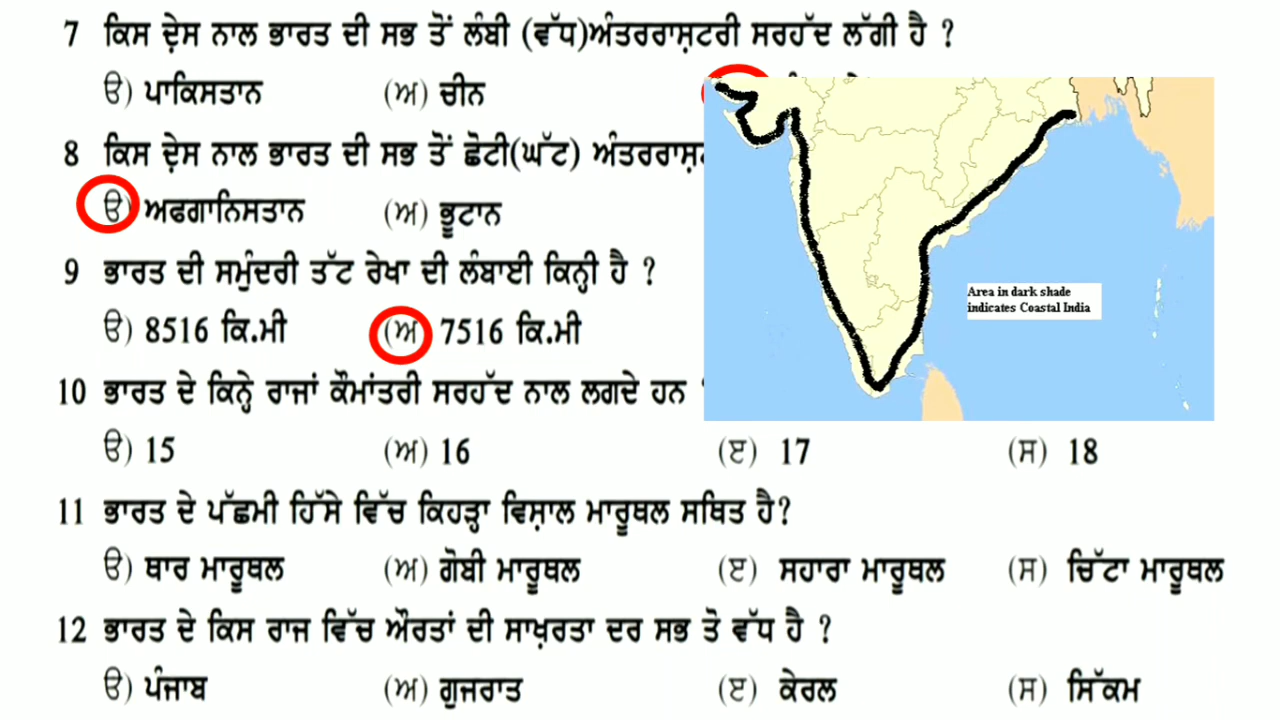 7 ਕਿਸ ਦੇਸ਼ ਨਾਲ ਭਾਰਤ ਦੀ ਸਭ ਤੋਂ ਲੰਬੀ (ਵੱਧ)ਅੰਤਰਰਾਸ਼ਟਰੀ ਸਰਹੱਦ ਲੱਗੀ ਹੈ ?
ੳ) ਪਾਕਿਸਤਾਨ (ਅ) ਚੀਨ
8 ਕਿਸ ਦੇਸ਼ ਨਾਲ ਭਾਰਤ ਦੀ ਸਭ ਤੋਂ ਛੋਟੀ(ਘੱਟ)
ੳ) ਅਫਗਾਨਿਸਤਾਨ (ਅ) ਭੂਟਾਨ
9 ਭਾਰਤ ਦੀ ਸਮੁੰਦਰੀ ਤੱਟ ਰੇਖਾ ਦੀ ਲੰਬਾਈ ਕਿਨ੍ਹੀ ਹੈ ?
ੳ) 8516 ਕਿ.ਮੀ (ਅ 7516 ਕਿ.ਮੀ
Area in dark shade
indicates Coastal India
10 ਭਾਰਤ ਦੇ ਕਿਨ੍ਹੇ ਰਾਜਾਂ ਕੌਮਾਂਤਰੀ ਸਰਹੱਦ ਨਾਲ ਲਗਦੇ ਹਨ
ੳ) 15 (ਅ) 16 (ੲ) 17 (ਸ) 18
11 ਭਾਰਤ ਦੇ ਪੱਛਮੀ ਹਿੱਸੇ ਵਿੱਚ ਕਿਹੜਾ ਵਿਸ਼ਾਲ ਮਾਰੂਥਲ ਸਥਿਤ ਹੈ?
ੳ) ਥਾਰ ਮਾਰੂਥਲ (ਅ) ਗੋਬੀ ਮਾਰੂਥਲ (ੲ) ਸਹਾਰਾ ਮਾਰੂਥਲ (ਸ) ਚਿੱਟਾ ਮਾਰੂਥਲ
12 ਭਾਰਤ ਦੇ ਕਿਸ ਰਾਜ ਵਿੱਚ ਔਰਤਾਂ ਦੀ ਸਾਖ਼ਰਤਾ ਦਰ ਸਭ ਤੋ ਵੱਧ ਹੈ ?
ੳ) ਪੰਜਾਬ (ਅ) ਗੁਜਰਾਤ (ੲ) ਕੇਰਲ (ਸ) ਸਿੱਕਮ